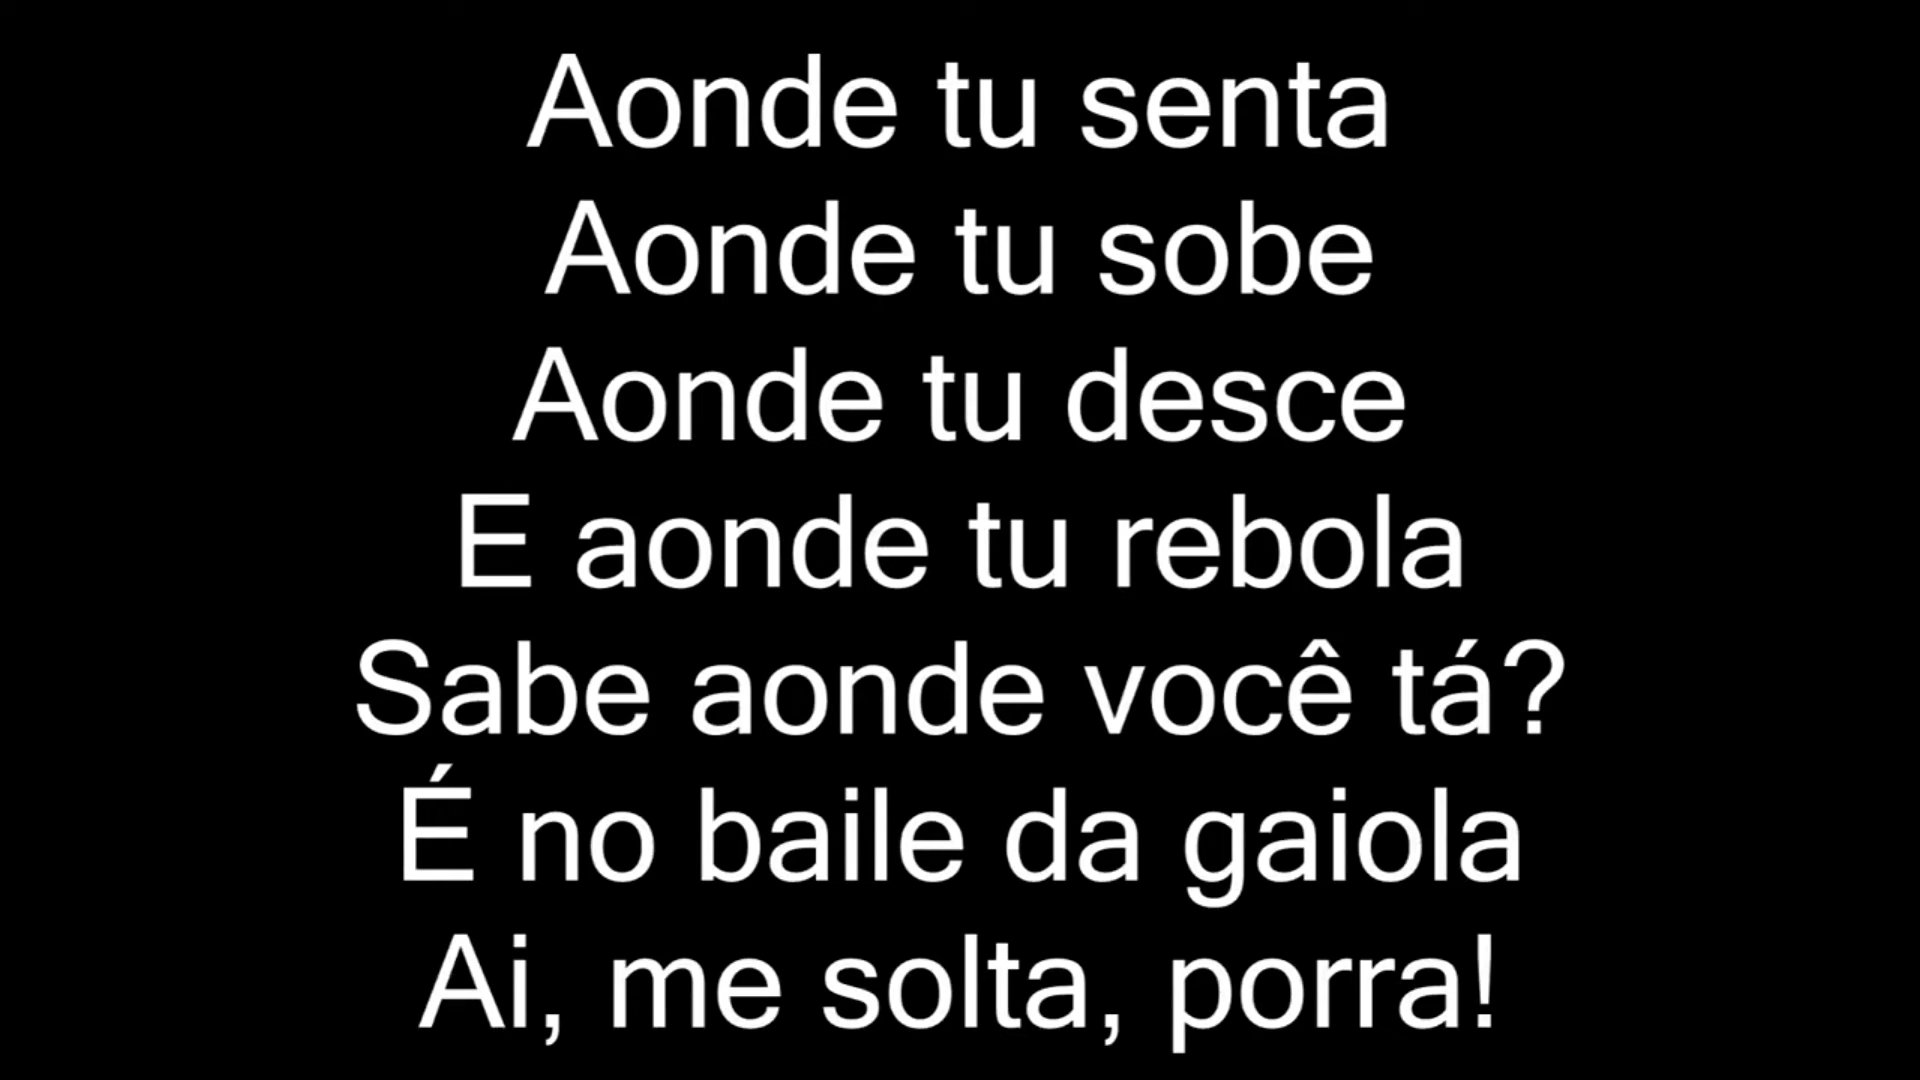 Aonde tu senta
Aonde tu sobe
Aonde tu desce
E aonde tu rebola
Sabe aonde você tá?
É no baile da gaiola
Ai, me solta, porra!